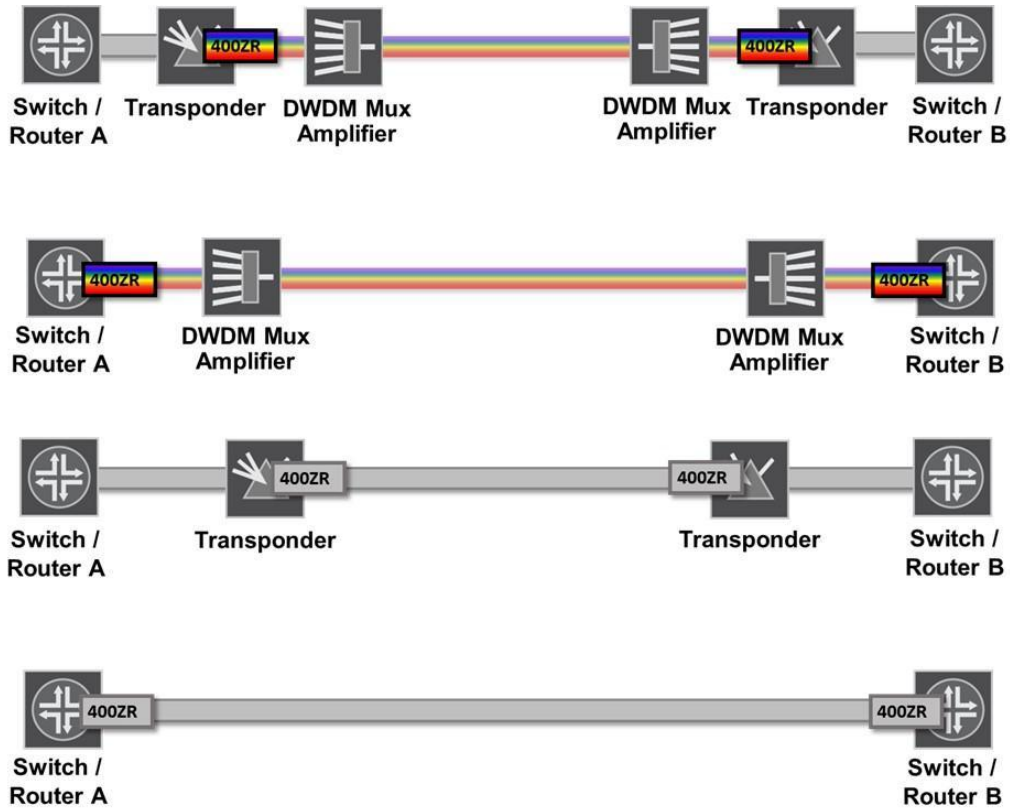 400ZR
400ZR
Switch /
Router A
Transponder
DWDM Mux
Amplifier
DWDM Mux
Amplifier
Transponder
Switch /
Router B
400ZR
400ZR
Switch /
Router A
DWDM Mux
Amplifier
DWDM Mux
Amplifier
Switch /
Router B
400ZR
400ZR
Switch /
Router A
Transponder
Transponder
Switch /
Router B
400ZR
400ZR
Switch /
Router A
Switch /
Router B